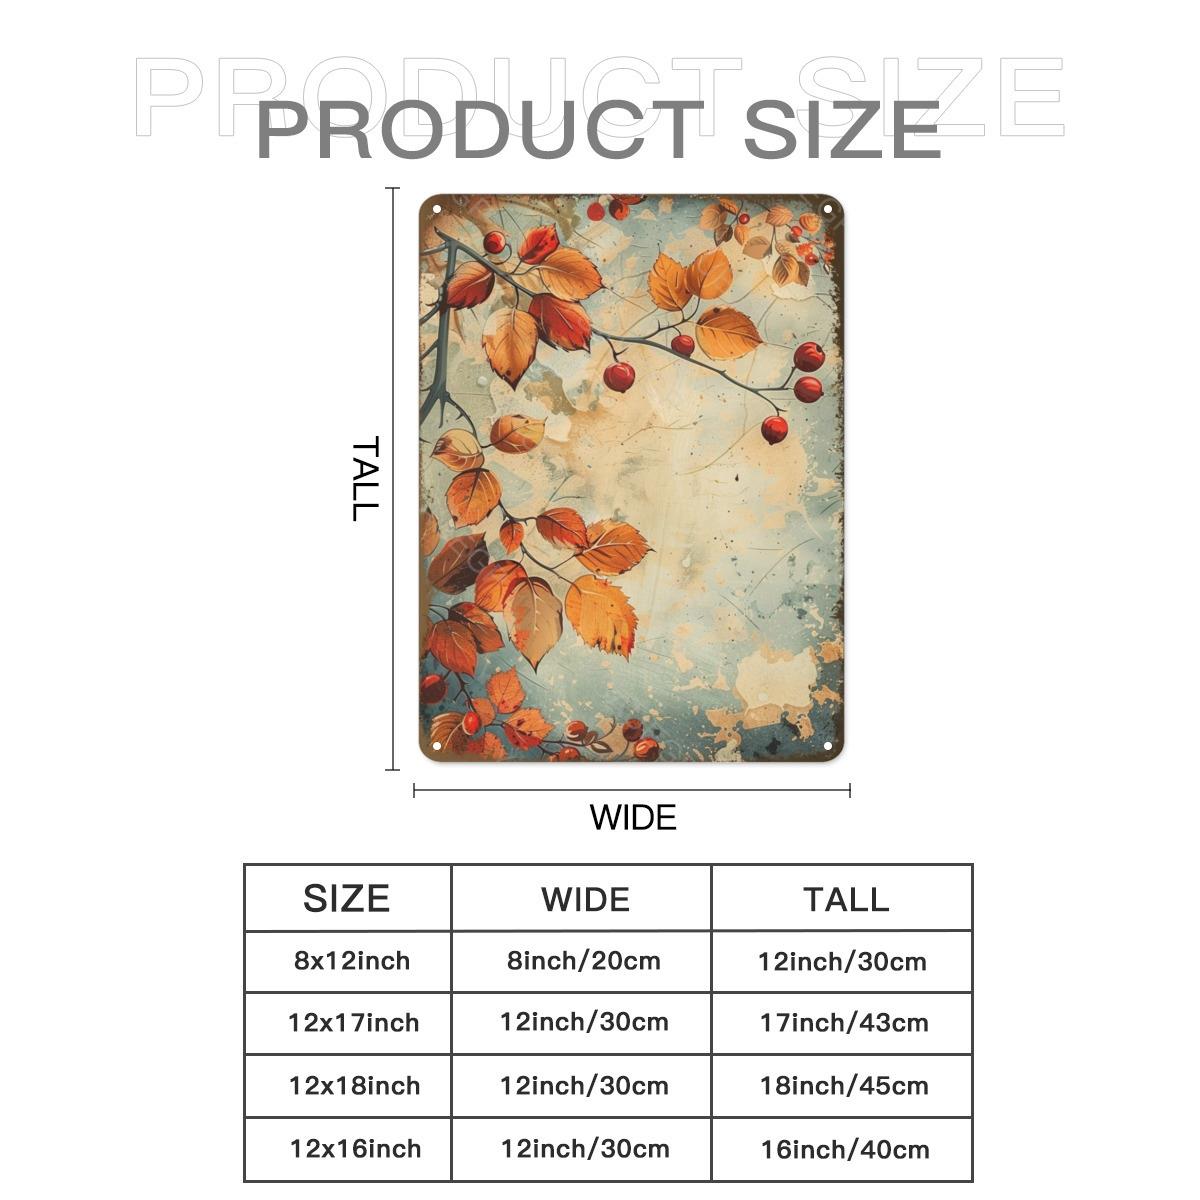 PRODUCT SIZE
PRODUCT SIZE
TALL
WIDE
SIZE WIDE TALL
8x12inch 8inch/20cm 12inch/30cm
12x17inch 12inch/30cm 17inch/43cm
12x18inch 12inch/30cm 18inch/45cm
12x16inch 12inch/30cm 16inch/40cm